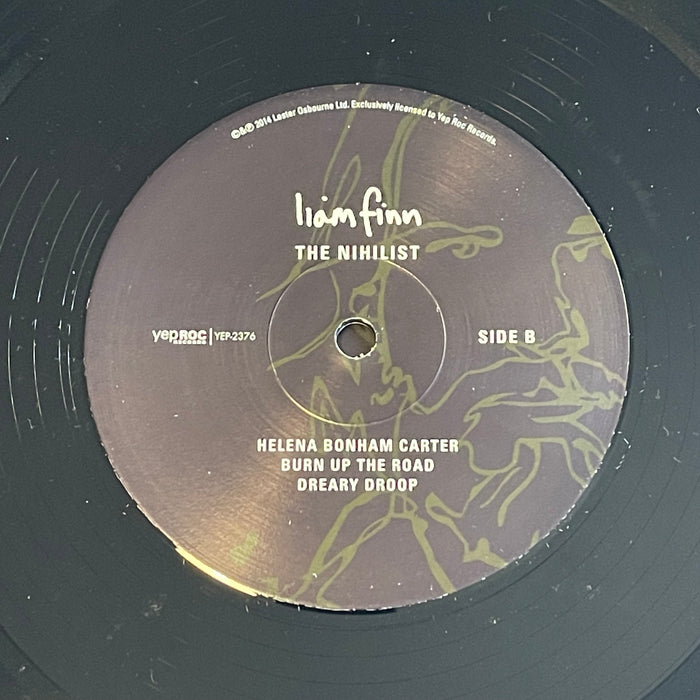 ©&℗ 2014 Lester Osbourne Ltd. Exclusively licensed to Yep Roc Records.
liam finn
THE NIHILIST
yepROC RECORDS | YEP-2376
SIDE B
HELENA BONHAM CARTER
BURN UP THE ROAD
DREARY DROOP